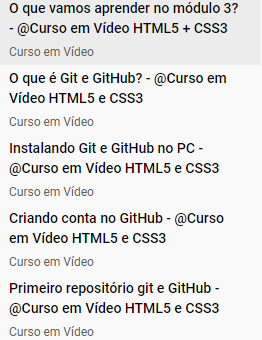 O que vamos aprender no módulo 3?
- @Curso em Vídeo HTML5 + CSS3
Curso em Vídeo
O que é Git e GitHub? - @Curso em
Vídeo HTML5 e CSS3
Curso em Vídeo
Instalando Git e GitHub no PC -
@Curso em Vídeo HTML5 e CSS3
Curso em Vídeo
Criando conta no GitHub - @Curso
em Vídeo HTML5 e CSS3
Curso em Vídeo
Primeiro repositório git e GitHub -
@Curso em Vídeo HTML5 e CSS3
Curso em Vídeo